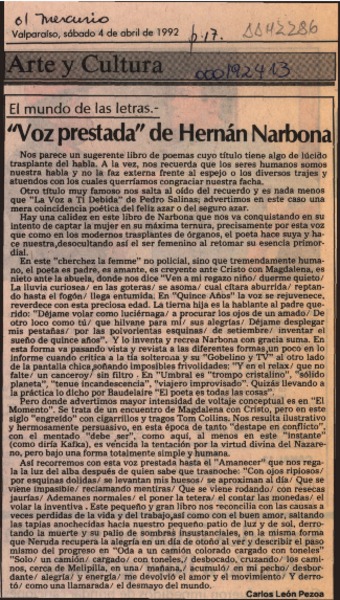 el Mercurio
Valparaíso, sábado 4 de abril de 1992
p.17.
AAH2286
Arte y Cultura
000192413
El mundo de las letras.-
"Voz prestada" de Hernán Narbona
Nos parece un sugerente libro de poemas cuyo título tiene algo de lúcido
trasplante del habla. A la vez, nos recuerda que los seres humanos somos
nuestra habla y no la faz externa frente al espejo o los diversos trajes y
atuendos con los cuales querríamos congraciar nuestra facha.
Otro título muy famoso nos salta al oído del recuerdo y es nada menos
que "La Voz a Ti Debida" de Pedro Salinas; advertimos en este caso una
mera coincidencia poética del feliz azar o del seguro azar.
Hay una calidez en este libro de Narbona que nos va conquistando en su
intento de captar la mujer en su máxima ternura, precisamente por esta voz
que como en los modernos trasplantes de órganos, el poeta hace suya y ha-
ce nuestra, desocultando así el ser femenino al retomar su esencia primor-
dial.
En este "cherchez la femme" no policial, sino que tremendamente huma-
no, el poeta es padre, es amante, es creyente ante Cristo con Magdalena, es
nieto ante la abuela, donde nos dice "Ven a mi regazo niño/ duerme quieto/
La lluvia curiosea/ en las goteras/ se asoma/ cual cítara aburrida/ reptan-
do hasta el fogón/ llega entumida. En "Quince Años" la voz se rejuvenece,
reverdece con esta preciosa edad. La tierna hija es la hablante al padre que-
rido: "Déjame volar como luciérnaga/ a procurar los ojos de un amado/ De
otro loco como tú/ que hilvane para mí/ sus alegrías/ Déjame desplegar
mis pestañas/ por las polvorientas esquinas/ de setiembre/ inventar el
sueño de quince años". Y lo inventa y recrea Narbona con gracia suma. En
esta forma va pasando vista y revista a las diferentes formas, un poco en lo
informe cuando critica a la tía solterona y su "Gobelino y TV" al otro lado
de la pantalla chica, soñando imposibles frivolidades: "Y en el relax/ que no
falte/ un canceroy/ sin filtro. - En "Umbral es "trompo cristalino", "sólido
planeta", "tenue incandescencia", "viajero improvisado". Quizás llevando a
la práctica lo dicho por Baudelaire "El poeta es todas las cosas".
Pero donde advertimos mayor intensidad de voltaje conceptual es en "El
Momento". Se trata de un encuentro de Magdalena con Cristo, pero en este
siglo "engreído" con cigarrillos y tragos Tom Collins. Nos resulta ilustrativo
y hermosamente persuasivo, en esta época de tanto "destape en conflicto",
con el mentado "debe ser", como aquí, al menos en este "instante"
(como diría Kafka), es vencida la tentación por la virtud divina del Nazare-
no, pero bajo una forma totalmente simple y humana.
Así recorremos con esta voz prestada hasta el "Amanecer" que nos rega-
la la luz del alba después de quien sabe que trasnoche: "Con ojos ripiosos/
por esquinas dolidas/ se levantan mis huesos/ se aproximan al día/ Que se
viene impasible/ reclamando mentiras/ Que se viene rodando/ con resecas
jaurías/ Ademanes normales/ el poner la tetera/ el contar las monedas/ el
volar la inventiva. Este pequeño y gran libro nos reconcilia con las causas a
veces perdidas de la vida y del trabajo, así como con el buen amor, saltando
las tapias anochecidas hacia nuestro pequeño patio de luz y de sol, derro-
tando la muerte y su palio de sombras insustanciales, en la misma forma
que Neruda recupera la alegría en un día de otoño al ver y describir el paso
mismo del progreso en "Oda a un camión colorado cargado con toneles"
"Solo/ un camión/ cargado/ con toneles,/ desbocado, cruzando/ los cami-
nos, cerca de Melipilla, en una/ mañana,/ acumuló/ en mi pecho/ desbor-
dante/ alegría/ y energía/ me devolvió el amor y el movimiento/ Y derro-
tó/ como una llamarada/ el desmayo del mundo.
Carlos León Pezoa